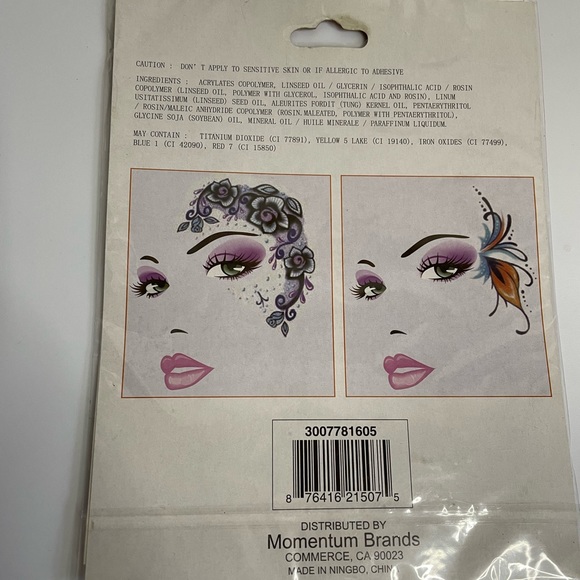 CAUTION : DON'T APPLY TO SENSITIVE SKIN OR IF ALLERGIC TO ADHESIVE
INGREDIENTS : ACRYLATES COPOLYMER, LINSEED OIL / GLYCERIN / ISOPHTHALIC ACID / ROSIN
COPOLYMER (LINSEED OIL, POLYMER WITH GLYCEROL, ISOPHTHALIC AND ROSIN), LINUM
USITATISSIMUM (LINSEED) SEED OIL, ALEURITES FORDIT (TUNG) KERNEL OIL, PENTAERYTHRITOL
/ ROSIN/MALEIC ANHYDRIDE COPOLYMER (ROSIN.MALEATED, POLYMER WITH PENTAERYTHRITOL),
GLYCINE SOJA (SOYBEAN) OIL, MINERAL OIL / HUILE MINERALE / PARAFFINUM LIQUIDUM.
MAY CONTAIN : TITANIUM DIOXIDE (CI 77891), YELLOW 5 LAKE (CI 19140), IRON OXIDES (CI 77499),
BLUE 1 (CI 42090), RED 7 (CI 15850)
3007781605
8 76416 21507 5
DISTRIBUTED BY
Momentum Brands
COMMERCE, CA 90023
MADE IN NINGBO, CHINA